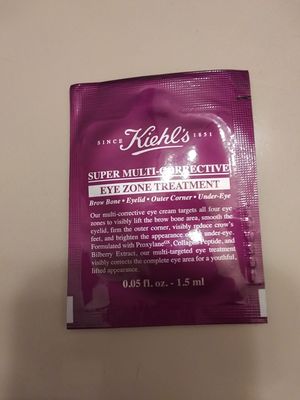 SINCE Kiehl's 1851
SUPER MULTI-CORRECTIVE
EYE ZONE TREATMENT
Brow Bone • Eyelid • Outer Corner • Under-Eye
Our multi-corrective eye cream targets all four eye
zones to visibly lift the brow bone area, smooth the
eyelid, firm the outer corner, visibly reduce crow's
feet, and brighten the appearance of the under-eye.
Formulated with Proxylane™, Collagen Peptide, and
Bilberry Extract, our multi-targeted eye treatment
visibly corrects the complete eye area for a youthful,
lifted appearance.
0.05 fl. oz. - 1.5 ml